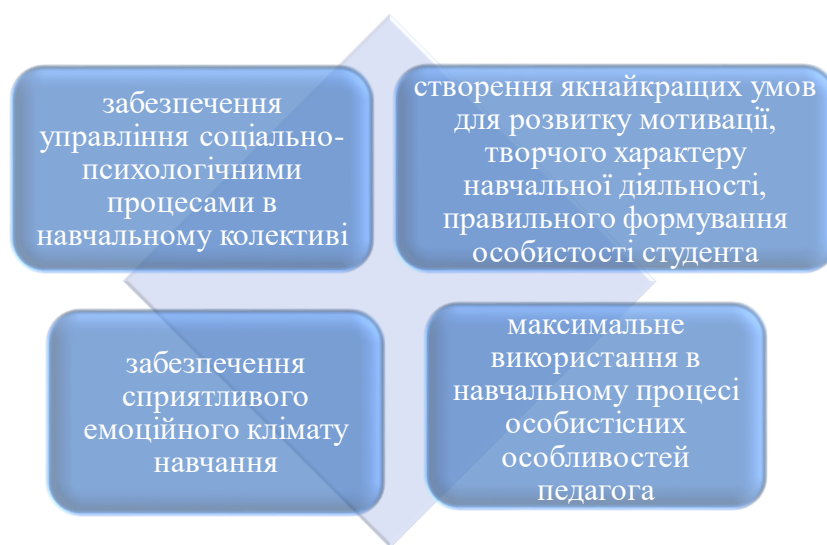 забезпечення
управління соціально-
психологічними
процесами в
навчальному колективі
створення якнайкращих умов
для розвитку мотивації,
творчого характеру
навчальної діяльності,
правильного формування
особистості студента
забезпечення
сприятливого
емоційного клімату
навчання
максимальне
використання в
навчальному процесі
особистісних
особливостей
педагога